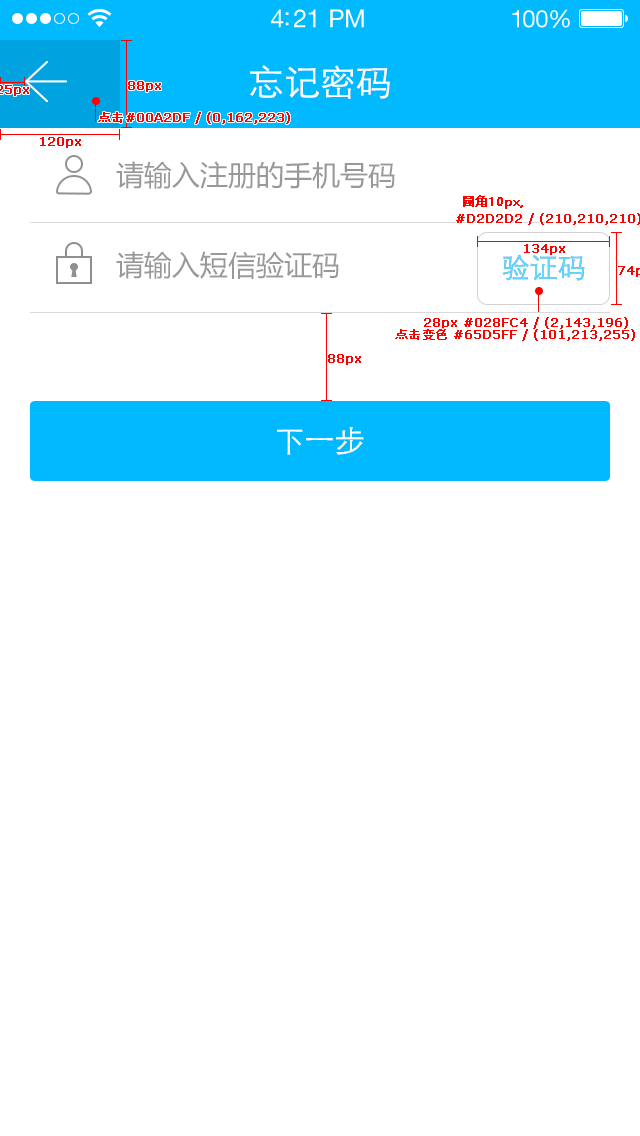 4:21 PM
100%
忘记密码
25px
88px
点击#00A2DF / (0,162,223)
120px
请输入注册的手机号码
圆角10px，
#D2D2D2 / (210,210,210)
134px
请输入短信验证码
验证码
74p
28px #028FC4 / (2,143,196)
点击变色 #65D5FF / (101,213,255)
88px
下一步